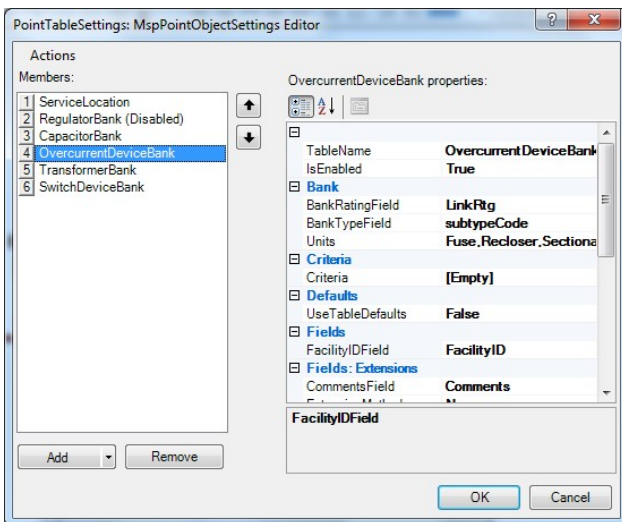 PointTableSettings: MspPointObjectSettings Editor
Actions
Members:
1 ServiceLocation
2 RegulatorBank (Disabled)
3 CapacitorBank
4 OvercurrentDeviceBank
5 TransformerBank
6 SwitchDeviceBank
Add
Remove
OvercurrentDeviceBank properties:
TableName OvercurrentDeviceBank
IsEnabled True
Bank
BankRatingField LinkRtg
BankTypeField subtypeCode
Units Fuse,Recloser,Sectiona
Criteria
Criteria [Empty]
Defaults
UseTableDefaults False
Fields
FacilityIDField FacilityID
Fields: Extensions
CommentsField Comments
FacilityIDField
OK
Cancel